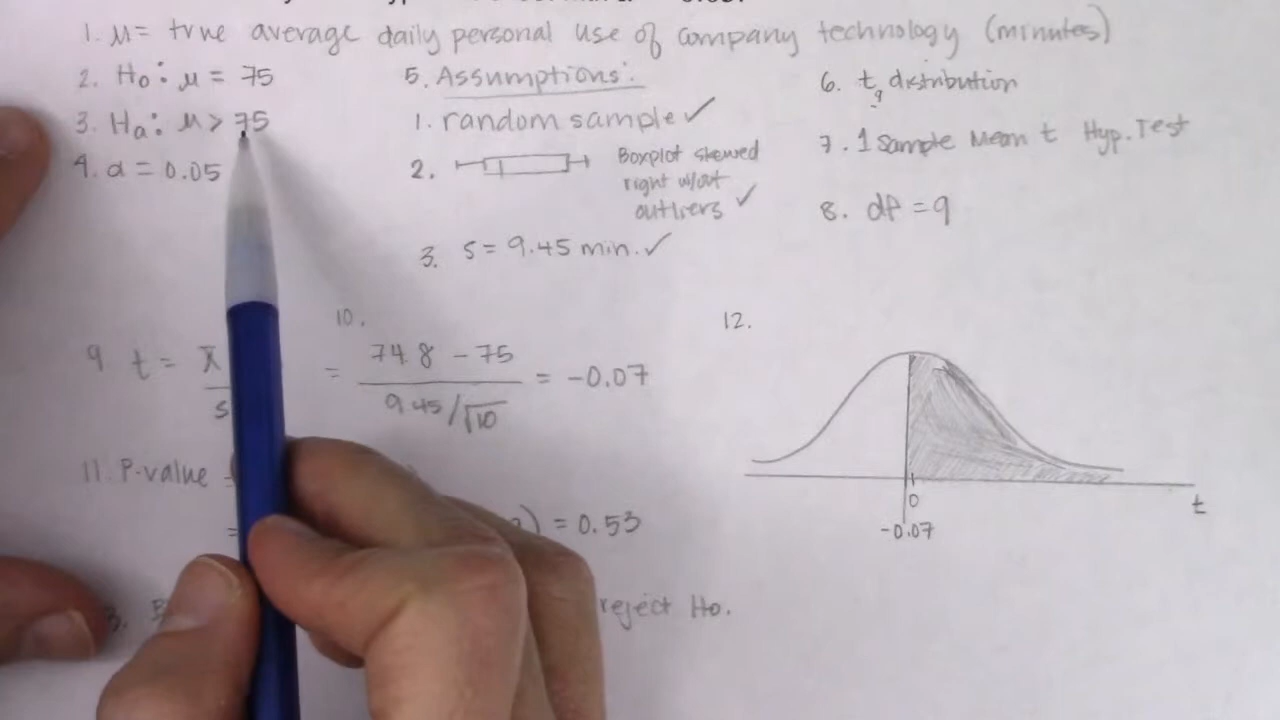 1. μ = true average daily personal use of company technology (minutes)
2. Ho: μ = 75
3. Ha: μ > 75
4. α = 0.05
5. Assumptions:
1. random sample ✓
2. Boxplot skewed
right w/out
outliers ✓
3. s = 9.45 min. ✓
6. t9 distribution
7. 1 Sample Mean t Hyp. Test
8. df = 9
9 t = x̄
s
10.
= 74.8 - 75
9.45/√10
= -0.07
11. P-value
=
) = 0.53
12.
0
-0.07
t
reject Ho.